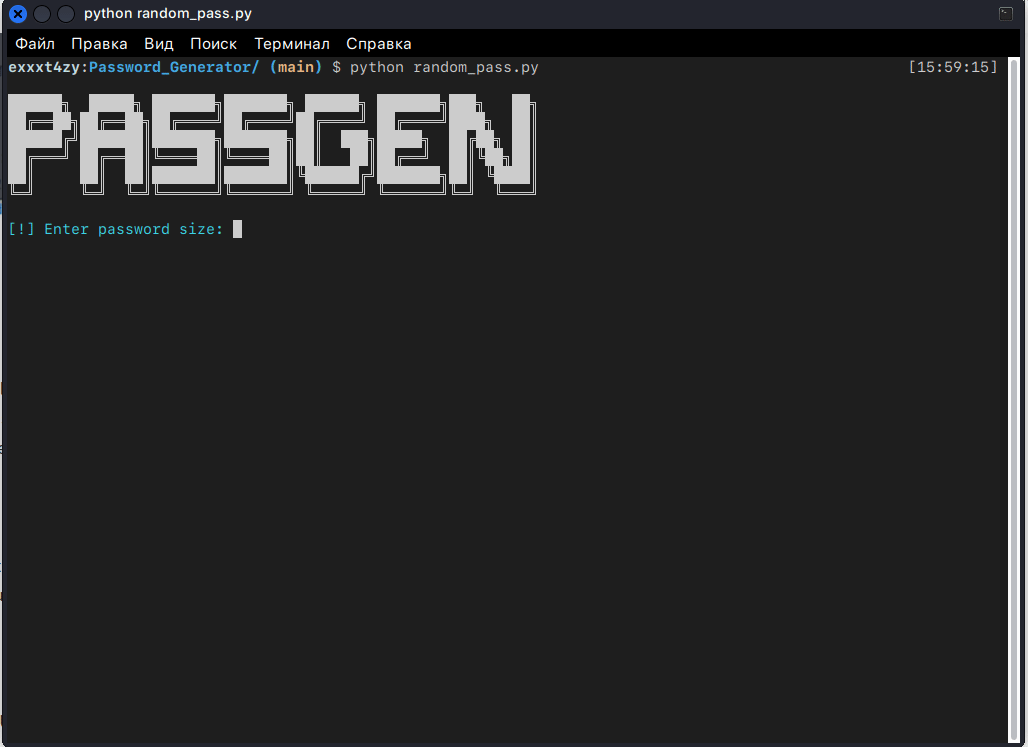 python random_pass.py
Файл Правка Вид Поиск Терминал Справка
exxxt4zy:Password_Generator/ (main) $ python random_pass.py [15:59:15]
PASSGEN
[!] Enter password size: